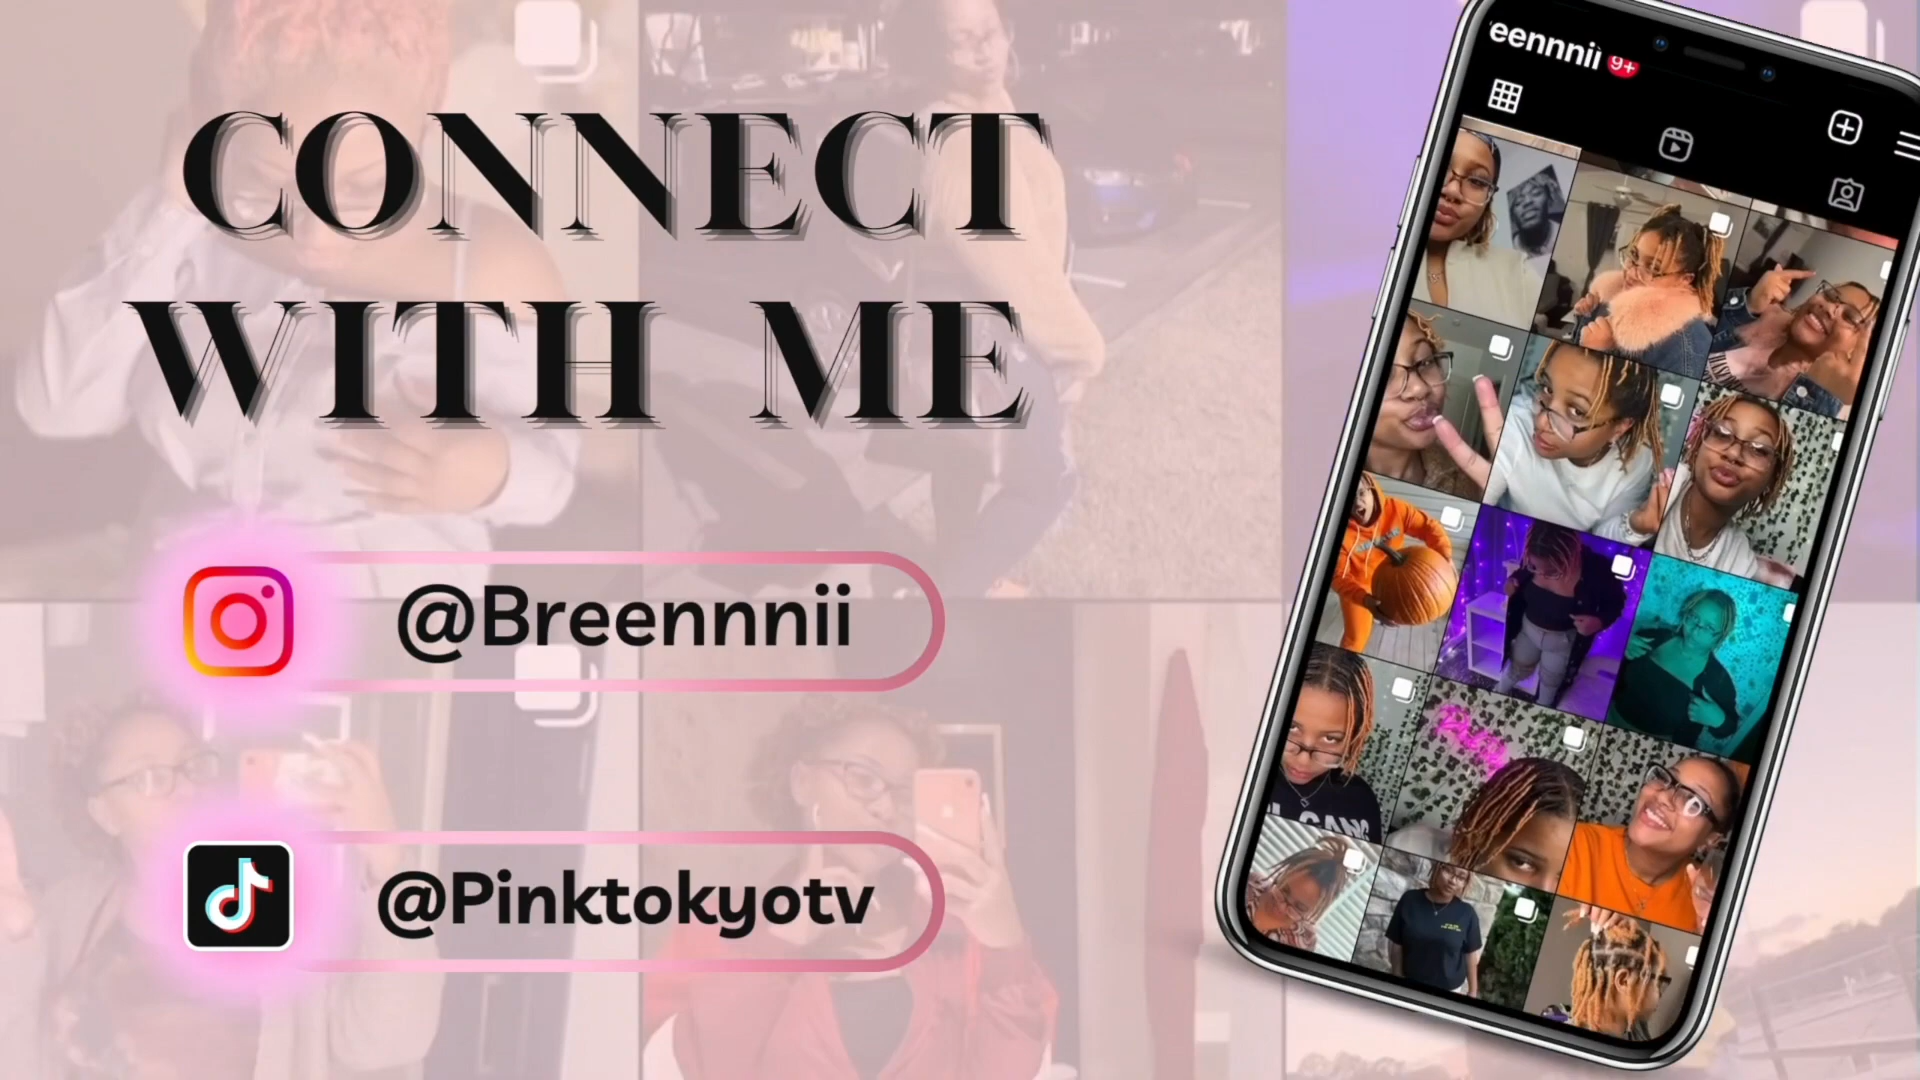 CONNECT
WITH ME
@Breennnii
@Pinktokyotv
eennnii 9+